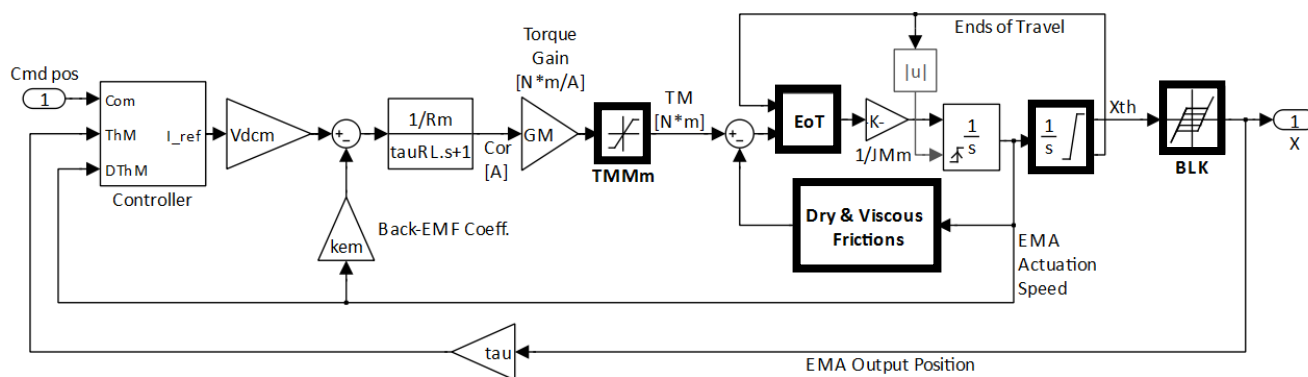 Cmd pos
1
Com
ThM
DThM
I_ref
Controller
Vdcm
+
-
1/Rm
tauRL.s+1
Cor
[A]
Torque
Gain
[N*m/A]
GM
TMMm
TM
[N*m]
+
-
kem
Back-EMF Coeff.
EoT
K-
1/JMm
|u|
Ends of Travel
1
s
1
s
Xth
BLK
1
X
Dry & Viscous
Frictions
EMA
Actuation
Speed
tau
EMA Output Position